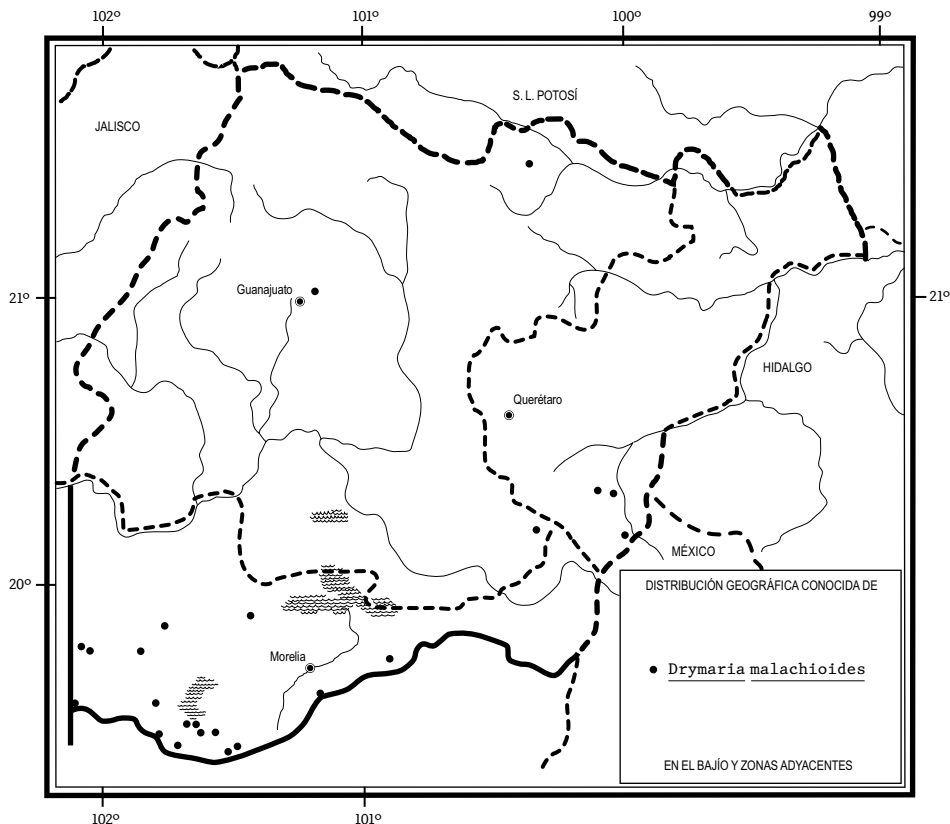 102º 101º 100º 99º
S. L. POTOSÍ
JALISCO
Guanajuato
21º 21º
HIDALGO
Querétaro
MÉXICO
20º
DISTRIBUCIÓN GEOGRÁFICA CONOCIDA DE
Morelia
Drymaria malachioides
EN EL BAJÍO Y ZONAS ADYACENTES
102º 101º